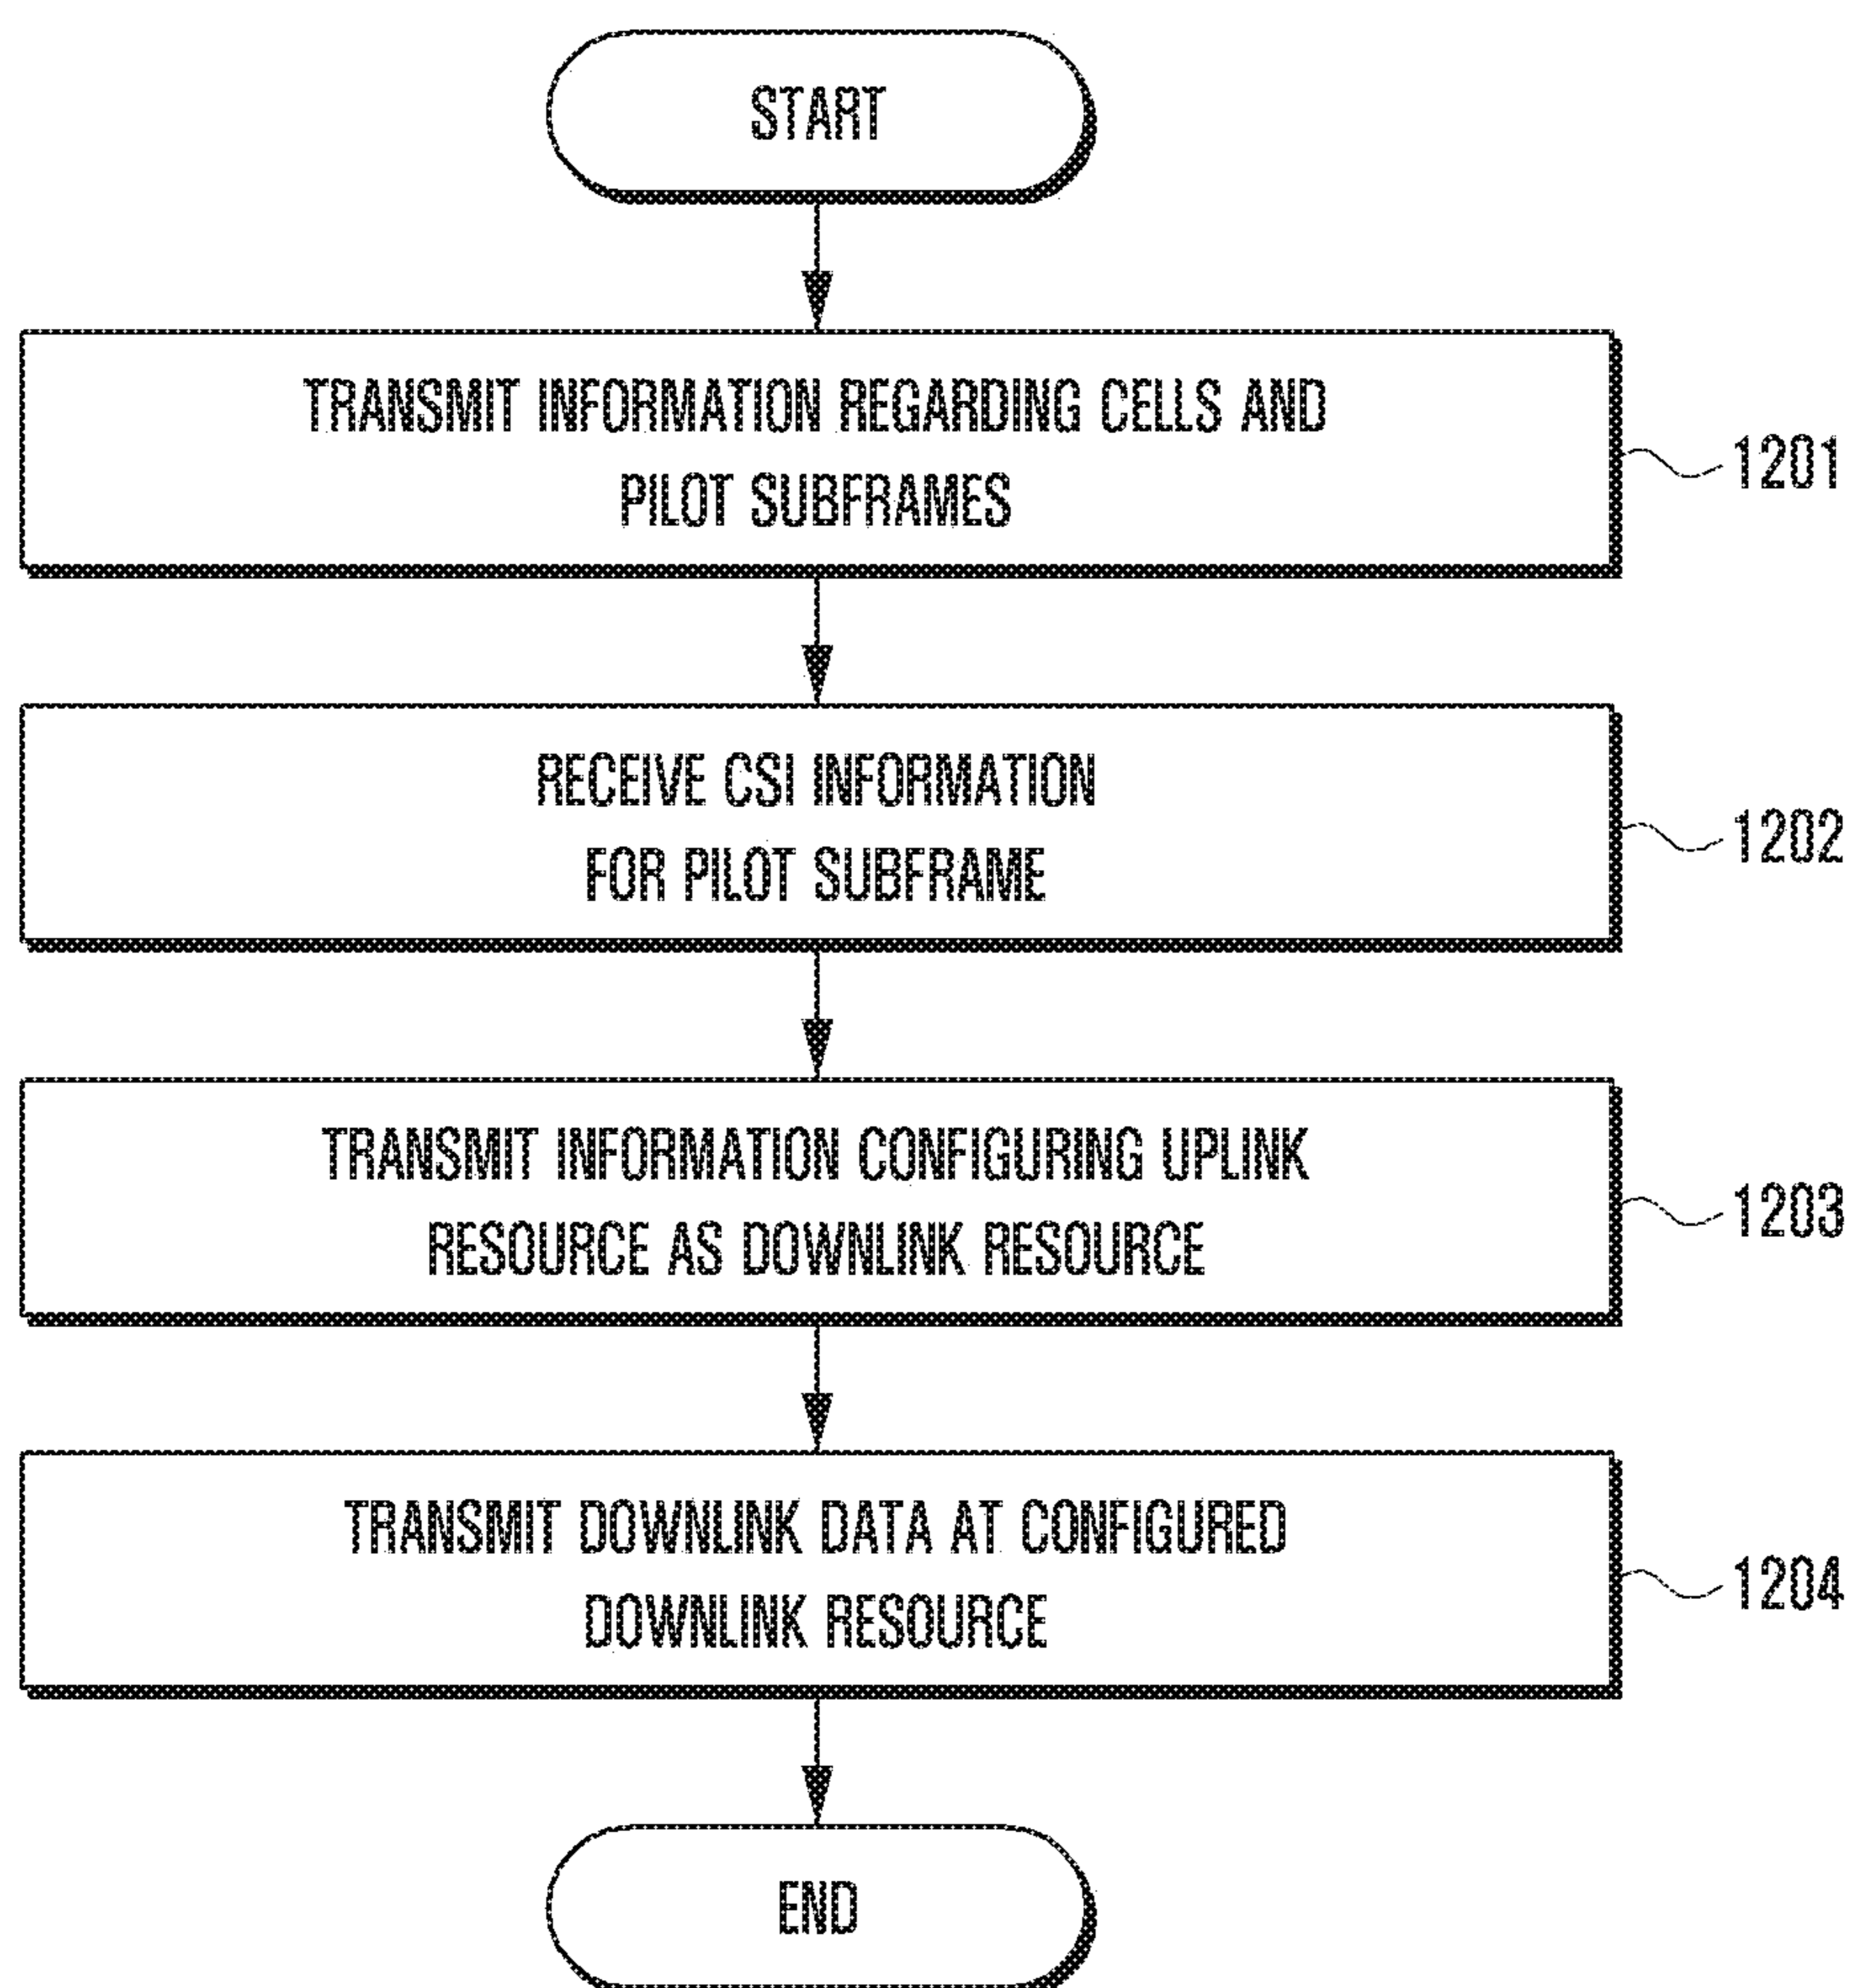 START
TRANSMIT INFORMATION REGARDING CELLS AND
PILOT SUBFRAMES
1201
RECEIVE CSI INFORMATION
FOR PILOT SUBFRAME
1202
TRANSMIT INFORMATION CONFIGURING UPLINK
RESOURCE AS DOWNLINK RESOURCE
1203
TRANSMIT DOWNLINK DATA AT CONFIGURED
DOWNLINK RESOURCE
1204
END